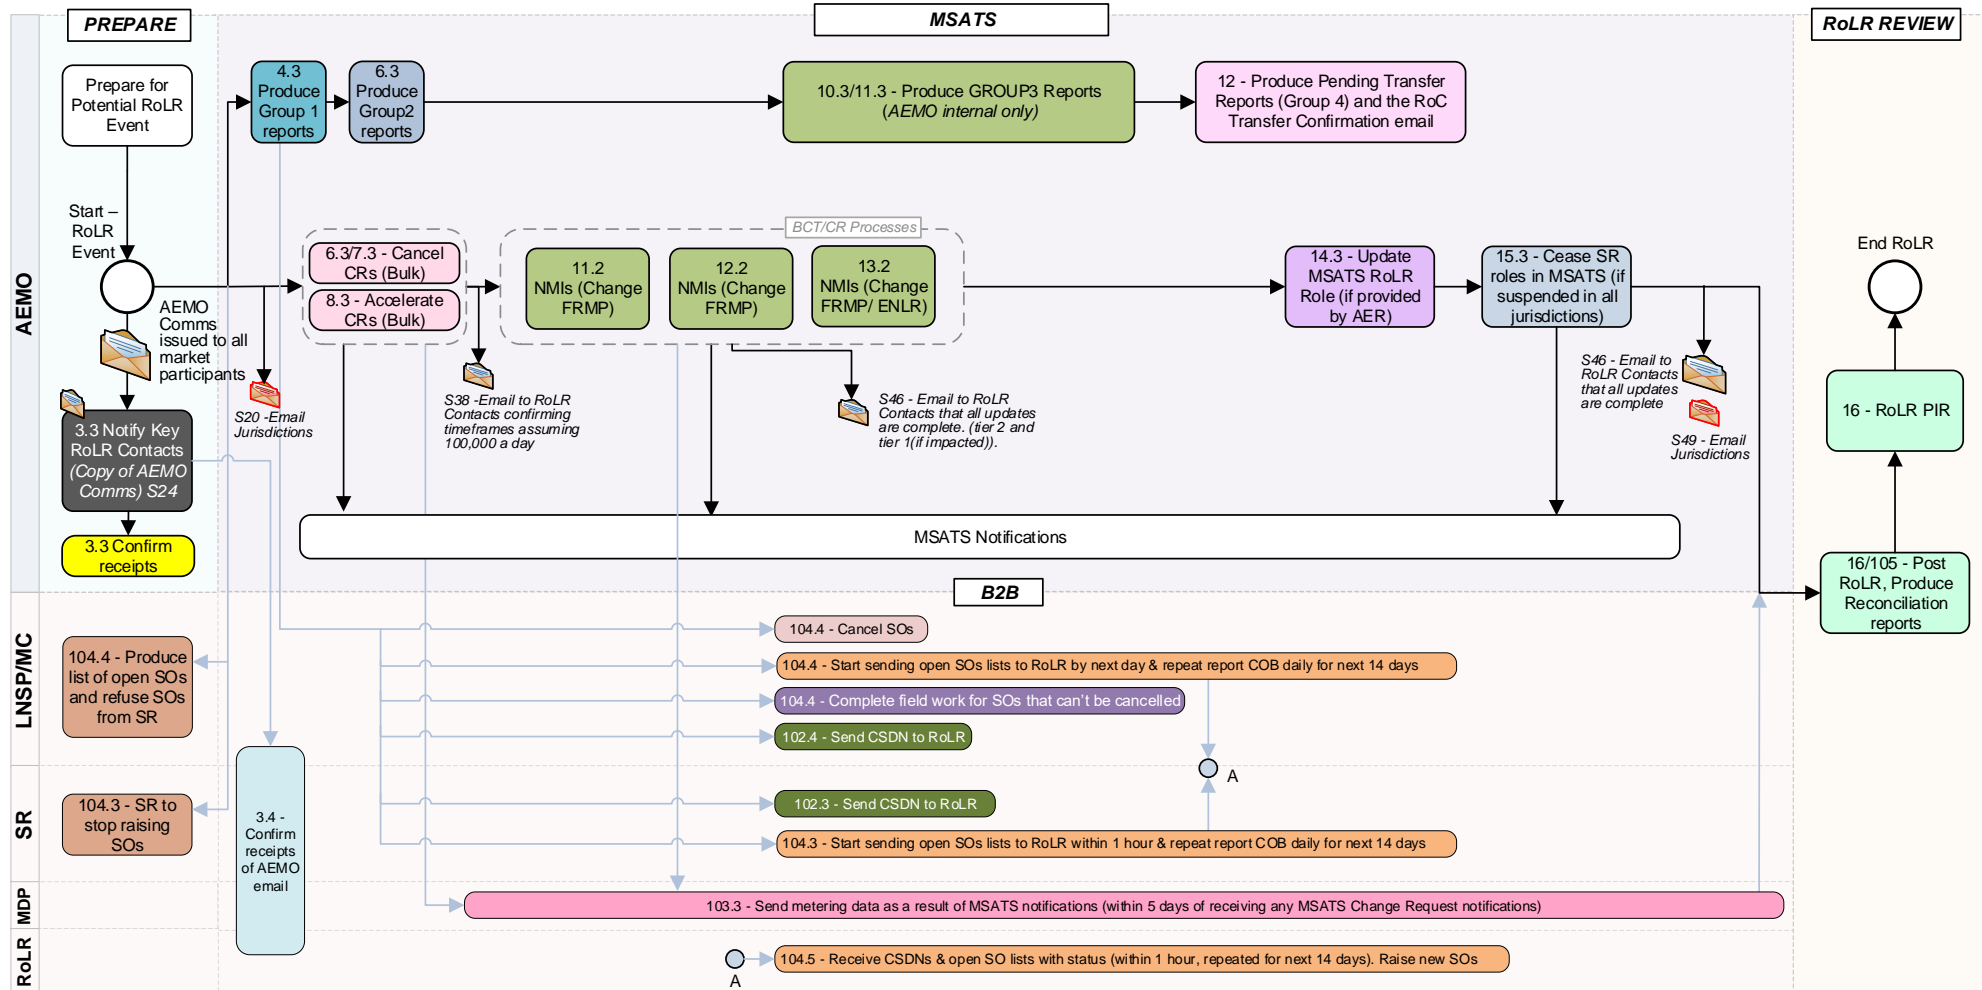 PREPARE
MSATS
RoLR REVIEW
AEMO
LNSP/MC
SR
MDP
RoLR
Prepare for
Potential RoLR
Event
4.3
Produce
Group 1
reports
6.3
Produce
Group2
reports
10.3/11.3 - Produce GROUP3 Reports
(AEMO internal only)
12 - Produce Pending Transfer
Reports (Group 4) and the RoC
Transfer Confirmation email
Start –
RoLR
Event
AEMO
Comms
issued to all
market
participants
3.3 Notify Key
RoLR Contacts
(Copy of AEMO
Comms) S24
3.3 Confirm
receipts
S20 -Email
Jurisdictions
6.3/7.3 - Cancel
CRs (Bulk)
8.3 - Accelerate
CRs (Bulk)
S38 -Email to RoLR
Contacts confirming
timeframes assuming
100,000 a day
BCT/CR Processes
11.2
NMIs (Change
FRMP)
12.2
NMIs (Change
FRMP)
13.2
NMIs (Change
FRMP/ ENLR)
S46 - Email to RoLR
Contacts that all updates
are complete. (tier 2 and
tier 1(if impacted)).
14.3 - Update
MSATS RoLR
Role (if provided
by AER)
15.3 - Cease SR
roles in MSATS (if
suspended in all
jurisdictions)
S46 - Email to
RoLR Contacts
that all updates
are complete
S49 - Email
Jurisdictions
MSATS Notifications
End RoLR
16 - RoLR PIR
16/105 - Post
RoLR, Produce
Reconciliation
reports
B2B
104.4 - Produce
list of open SOs
and refuse SOs
from SR
104.3 - SR to
stop raising
SOs
3.4 -
Confirm
receipts
of AEMO
email
104.4 - Cancel SOs
104.4 - Start sending open SOs lists to RoLR by next day & repeat report COB daily for next 14 days
104.4 - Complete field work for SOs that can't be cancelled
102.4 - Send CSDN to RoLR
A
102.3 - Send CSDN to RoLR
104.3 - Start sending open SOs lists to RoLR within 1 hour & repeat report COB daily for next 14 days
103.3 - Send metering data as a result of MSATS notifications (within 5 days of receiving any MSATS Change Request notifications)
A
104.5 - Receive CSDNs & open SO lists with status (within 1 hour, repeated for next 14 days). Raise new SOs